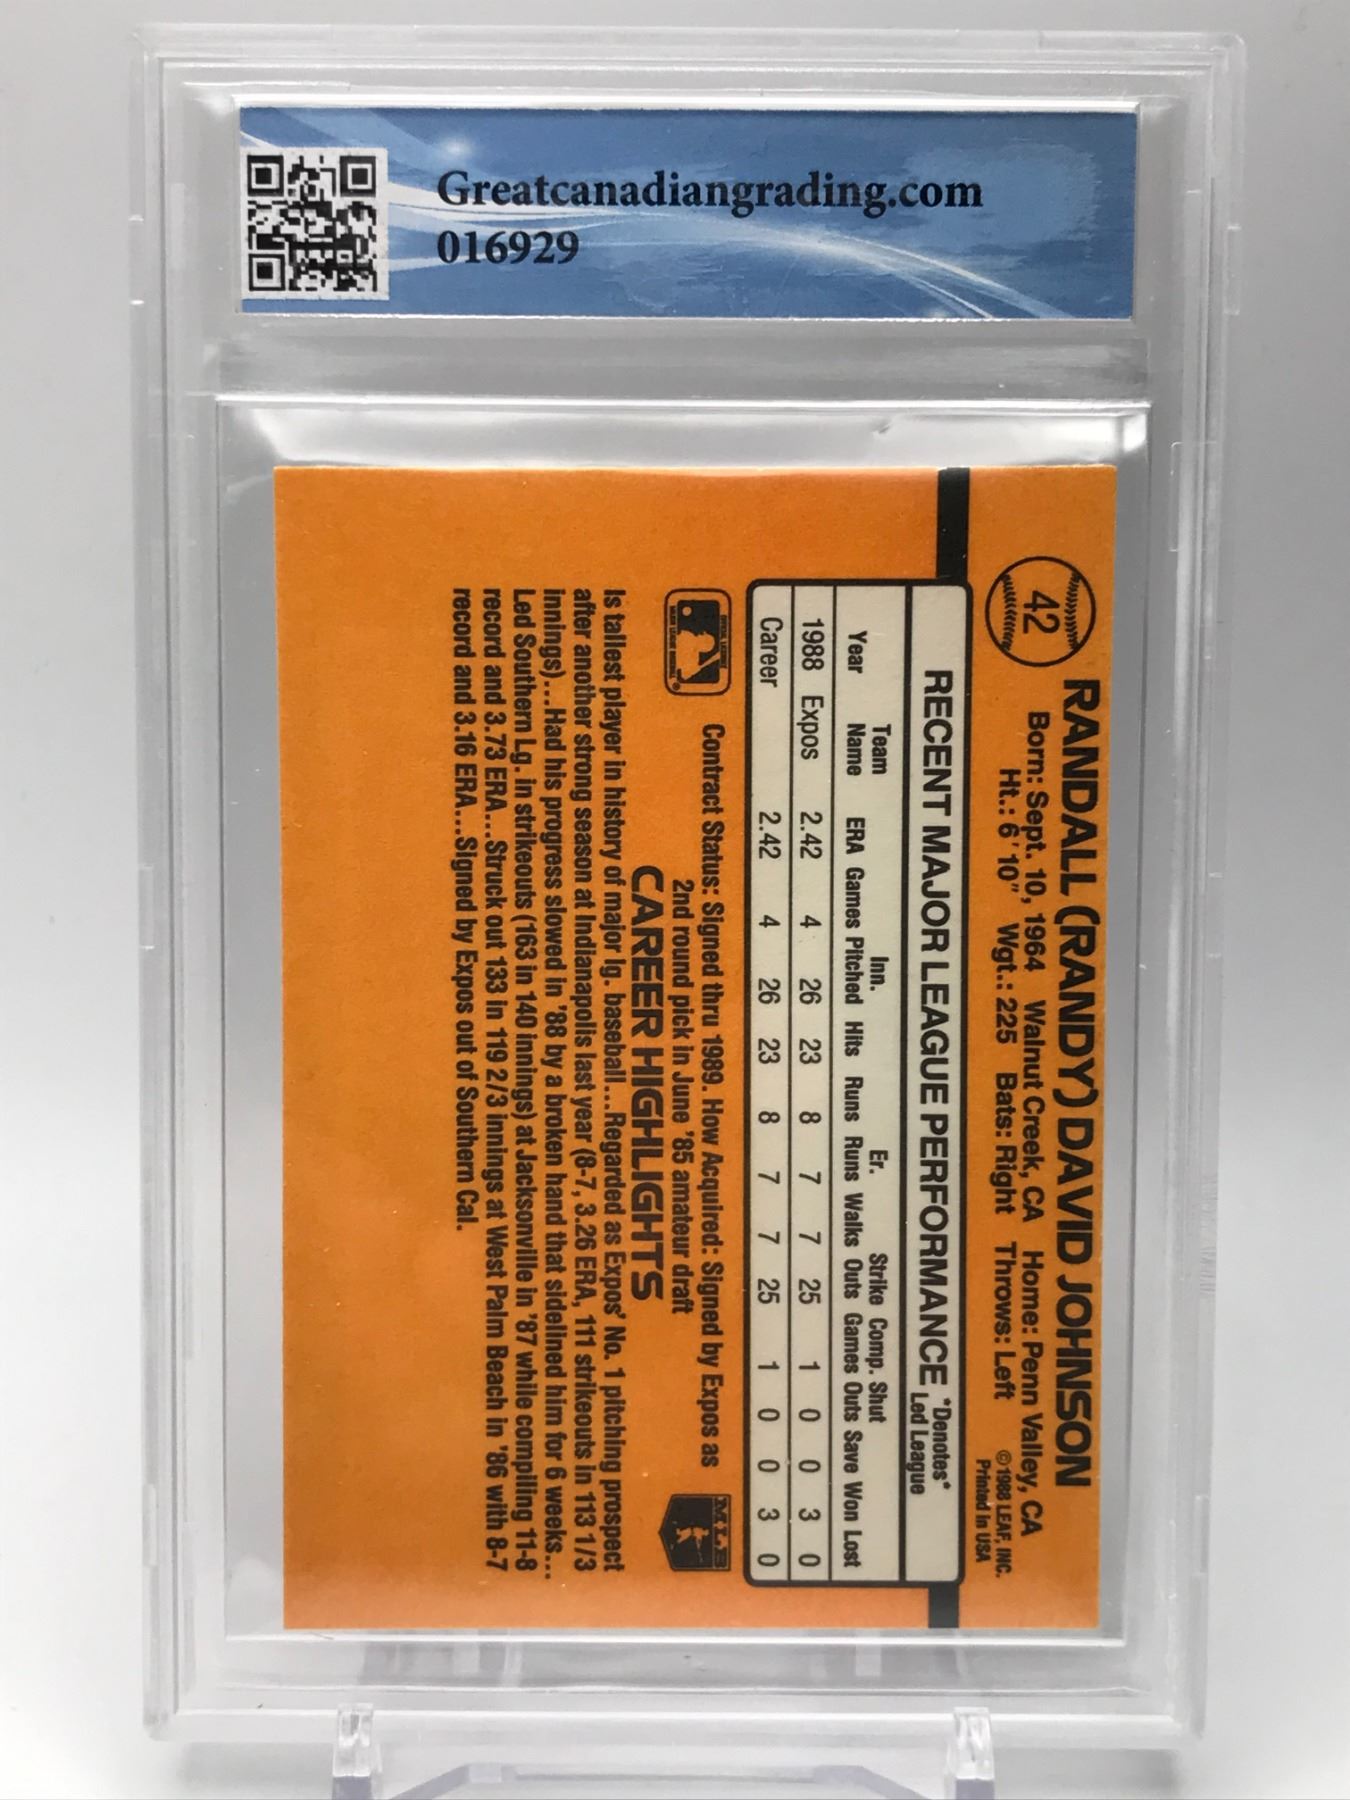 Greatcanadiangrading.com
016929
42
RANDALL (RANDY) DAVID JOHNSON
Born: Sept. 10, 1964 Walnut Creek, CA Home: Penn Valley, CA
Ht.: 6'10" Wgt.: 225 Bats: Right Throws: Left
©1988 LEAF, INC.
Printed in USA
RECENT MAJOR LEAGUE PERFORMANCE
*Denotes*
Led League
Team Inn. Er. Strike Comp. Shut
Year Name ERA Games Pitched Hits Runs Runs Walks Outs Games Outs Save Won Lost
1988 Expos 2.42 4 26 23 8 7 7 25 1 0 0 3 0
Career 2.42 4 26 23 8 7 7 25 1 0 0 3 0
Contract Status: Signed thru 1989. How Acquired: Signed by Expos as
2nd round pick in June '85 amateur draft
MLB
CAREER HIGHLIGHTS
Is tallest player in history of major lg. baseball...Regarded as Expos' No. 1 pitching prospect
after another strong season at Indianapolis last year (8-7, 3.26 ERA, 111 strikeouts in 113 1/3
innings)...Had his progress slowed in '88 by a broken hand that sidelined him for 6 weeks...
Led Southern Lg. in strikeouts (163 in 140 innings) at Jacksonville in '87 while compiling 11-8
record and 3.73 ERA...Struck out 133 in 119 2/3 innings at West Palm Beach in '86 with 8-7
record and 3.16 ERA...Signed by Expos out of Southern Cal.